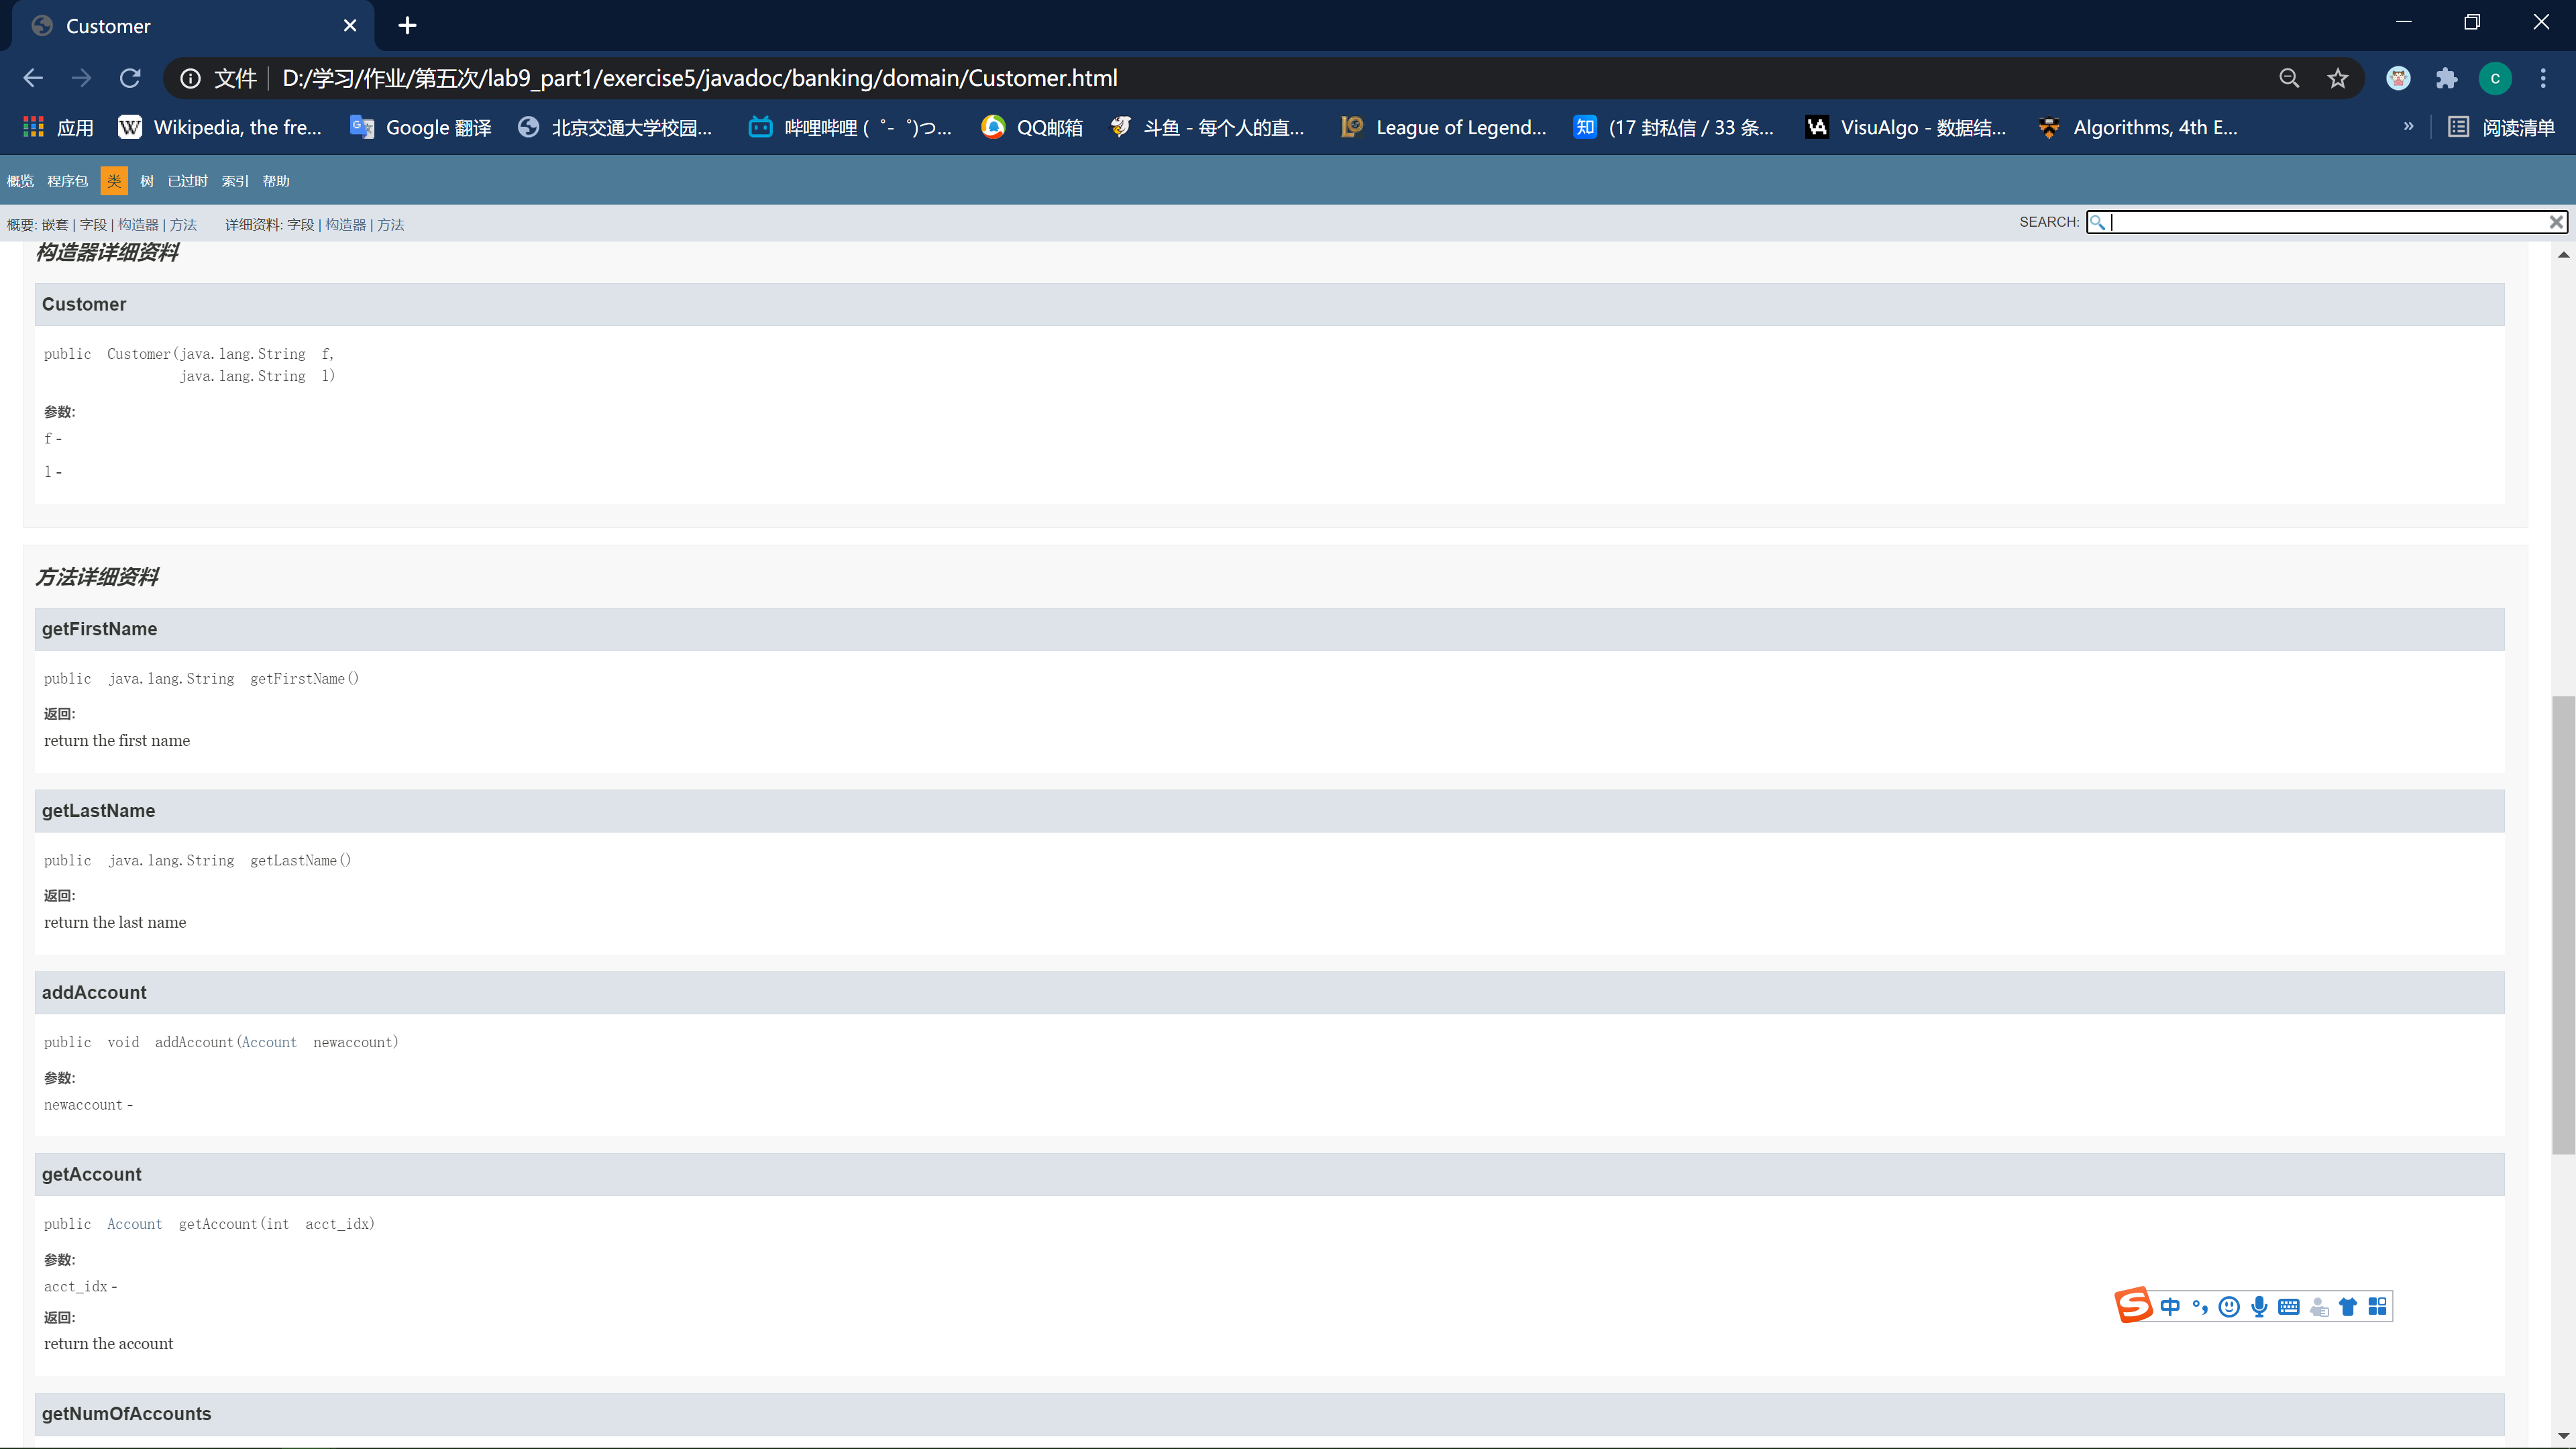 Customer
文件 D:/学习/作业/第五次/lab9_part1/exercise5/javadoc/banking/domain/Customer.html
C
应用 Wikipedia, the fre... Google 翻译 北京交通大学校园... 哔哩哔哩 ( ゜- ゜)つ... QQ邮箱 斗鱼 - 每个人的直... League of Legend... 知 (17 封私信 / 33 条... VisuAlgo - 数据结... Algorithms, 4th E... » 阅读清单
概览 程序包 类 树 已过时 索引 帮助
概要: 嵌套 | 字段 | 构造器 | 方法 详细资料: 字段 | 构造器 | 方法 SEARCH:
构造器详细资料
Customer
public Customer(java.lang.String f,
java.lang.String l)
参数:
f -
l -
方法详细资料
getFirstName
public java.lang.String getFirstName()
返回:
return the first name
getLastName
public java.lang.String getLastName()
返回:
return the last name
addAccount
public void addAccount(Account newaccount)
参数:
newaccount -
getAccount
public Account getAccount(int acct_idx)
参数:
acct_idx -
返回:
return the account
中
getNumOfAccounts